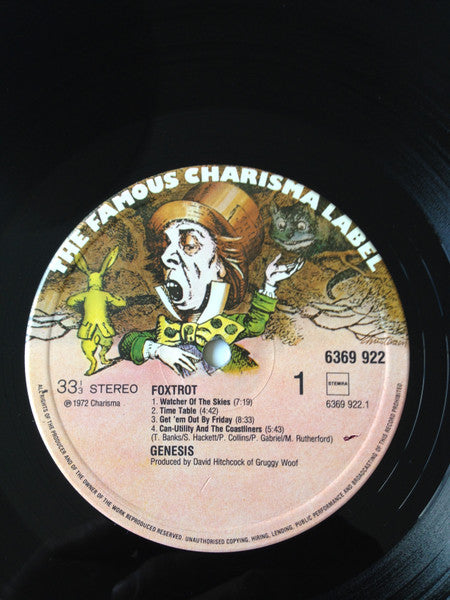 THE FAMOUS CHARISMA LABEL
6369 922
33 1/3 STEREO
FOXTROT
1
STEMRA
℗ 1972 Charisma
6369 922.1
1. Watcher Of The Skies (7:19)
2. Time Table (4:42)
3. Get 'em Out By Friday (8:33)
4. Can-Utility And The Coastliners (5:43)
(T. Banks/S. Hackett/P. Collins/P. Gabriel/M. Rutherford)
GENESIS
Produced by David Hitchcock of Gruggy Woof
ALL RIGHTS OF THE PRODUCER AND OF THE OWNER OF THE WORK REPRODUCED RESERVED. UNAUTHORISED COPYING, HIRING, LENDING, PUBLIC PERFORMANCE AND BROADCASTING OF THIS RECORD PROHIBITED.